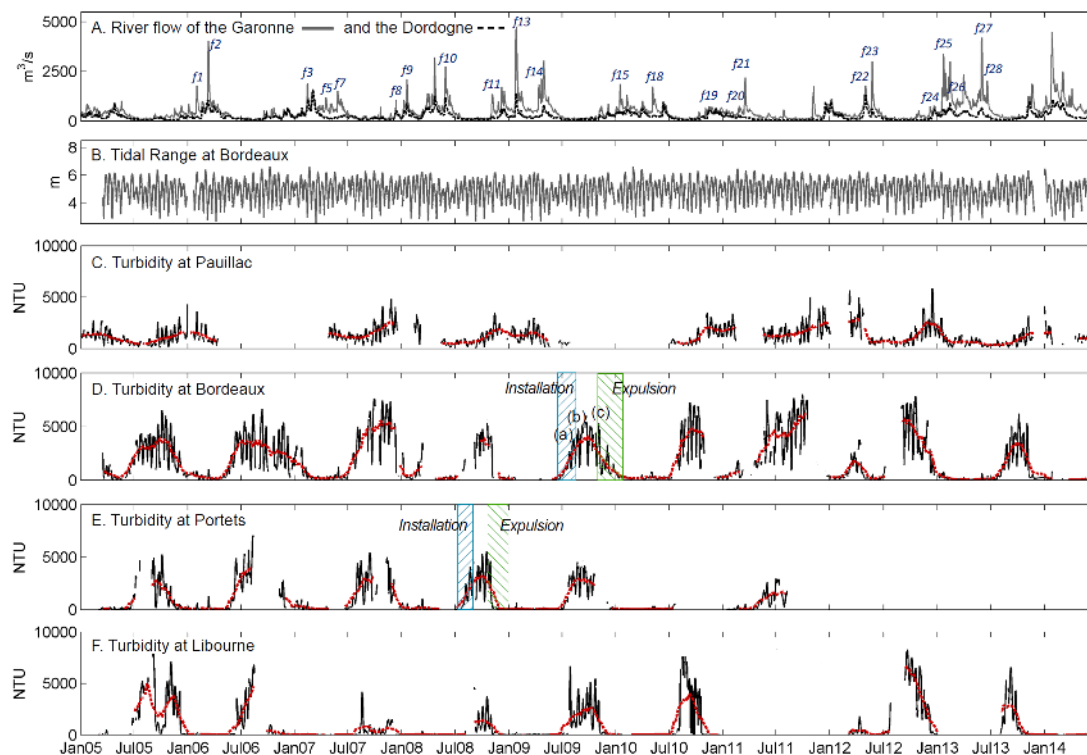 A. River flow of the Garonne and the Dordogne
5000
2500
0
m³/s
f1
f2
f3
f5
f7
f8
f9
f10
f11
f13
f14
f15
f18
f19
f20
f21
f22
f23
f24
f25
f26
f27
f28
B. Tidal Range at Bordeaux
8
6
4
m
C. Turbidity at Pauillac
10000
5000
0
NTU
D. Turbidity at Bordeaux
10000
5000
0
NTU
Installation
Expulsion
(a)
(b)
(c)
E. Turbidity at Portets
10000
5000
0
NTU
Installation
Expulsion
F. Turbidity at Libourne
10000
5000
0
NTU
Jan05 Jul05 Jan06 Jul06 Jan07 Jul07 Jan08 Jul08 Jan09 Jul09 Jan10 Jul10 Jan11 Jul11 Jan12 Jul12 Jan13 Jul13 Jan14